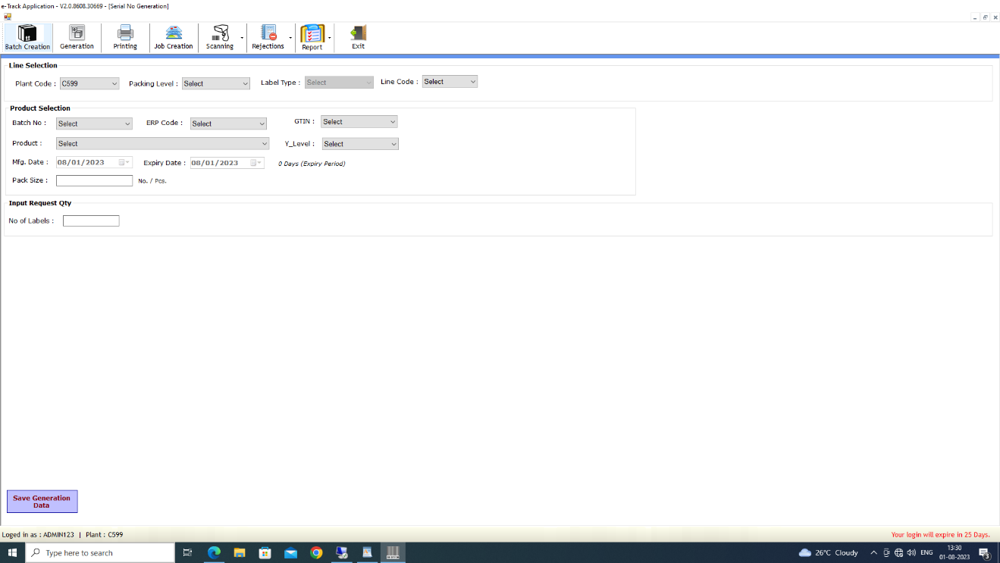 e-Track Application - V2.0.8608.30669 - [Serial No Generation]
Batch Creation Generation Printing Job Creation Scanning Rejections Report Exit
Line Selection
Plant Code : C599 Packing Level : Select Label Type : Select Line Code : Select
Product Selection
Batch No : Select ERP Code : Select GTIN : Select
Product : Select Y_Level : Select
Mfg. Date : 08/01/2023 Expiry Date : 08/01/2023 0 Days (Expiry Period)
Pack Size : No. / Pcs.
Input Request Qty
No of Labels :
Save Generation
Data
Loged in as : ADMIN123 | Plant : C599 Your login will expire in 25 Days.
Type here to search 26°C Cloudy ENG 13:30
01-08-2023 3